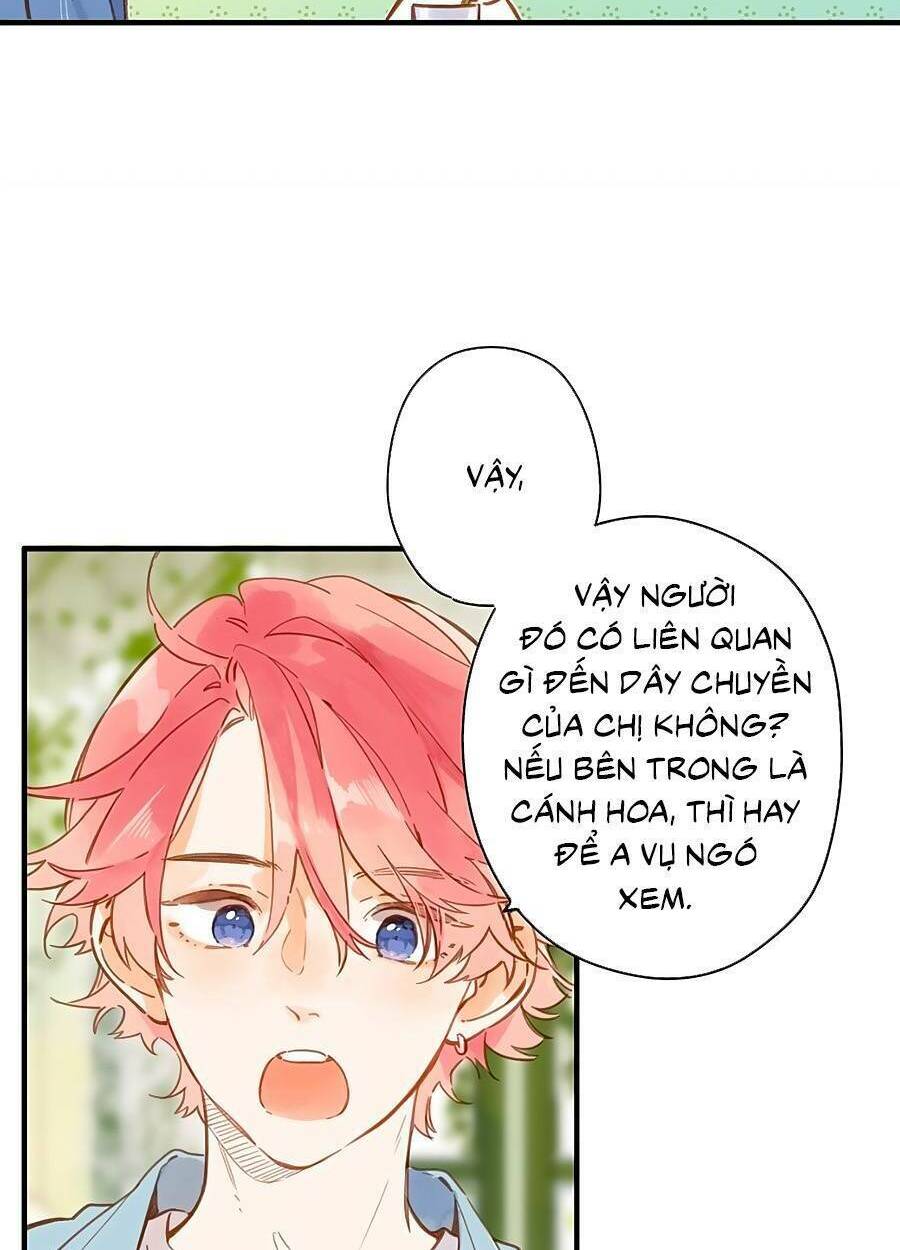 VẬY,
VẬY NGƯỜI
ĐÓ CÓ LIÊN QUAN
GÌ ĐẾN DÂY CHUYỀN
CỦA CHỊ KHÔNG?
NẾU BÊN TRONG LÀ
CÁNH HOA, THÌ HAY
ĐỂ A VỤ NGÓ
XEM.